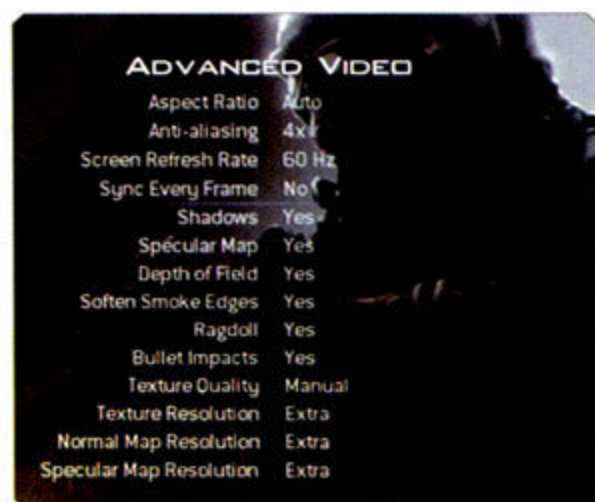 ADVANCED VIDEO
Aspect Ratio Auto
Anti-aliasing 4x
Screen Refresh Rate 60 Hz
Sync Every Frame No
Shadows Yes
Specular Map Yes
Depth of Field Yes
Soften Smoke Edges Yes
Ragdoll Yes
Bullet Impacts Yes
Texture Quality Manual
Texture Resolution Extra
Normal Map Resolution Extra
Specular Map Resolution Extra